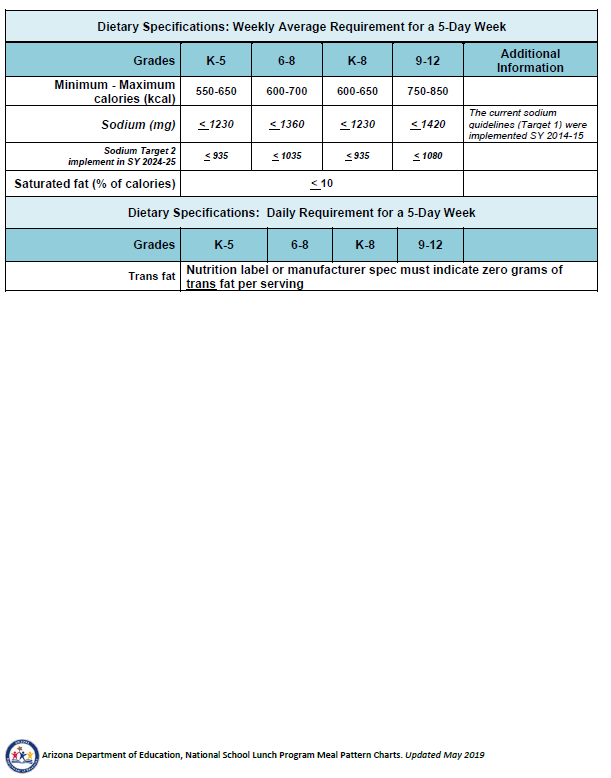 Dietary Specifications: Weekly Average Requirement for a 5-Day Week
Grades K-5 6-8 K-8 9-12 Additional Information
Minimum - Maximum calories (kcal) 550-650 600-700 600-650 750-850
Sodium (mg) < 1230 < 1360 < 1230 < 1420 The current sodium guidelines (Target 1) were implemented SY 2014-15
Sodium Target 2 implement in SY 2024-25 < 935 < 1035 < 935 < 1080
Saturated fat (% of calories) < 10
Dietary Specifications: Daily Requirement for a 5-Day Week
Grades K-5 6-8 K-8 9-12
Trans fat Nutrition label or manufacturer spec must indicate zero grams of
trans fat per serving
Arizona Department of Education, National School Lunch Program Meal Pattern Charts. Updated May 2019